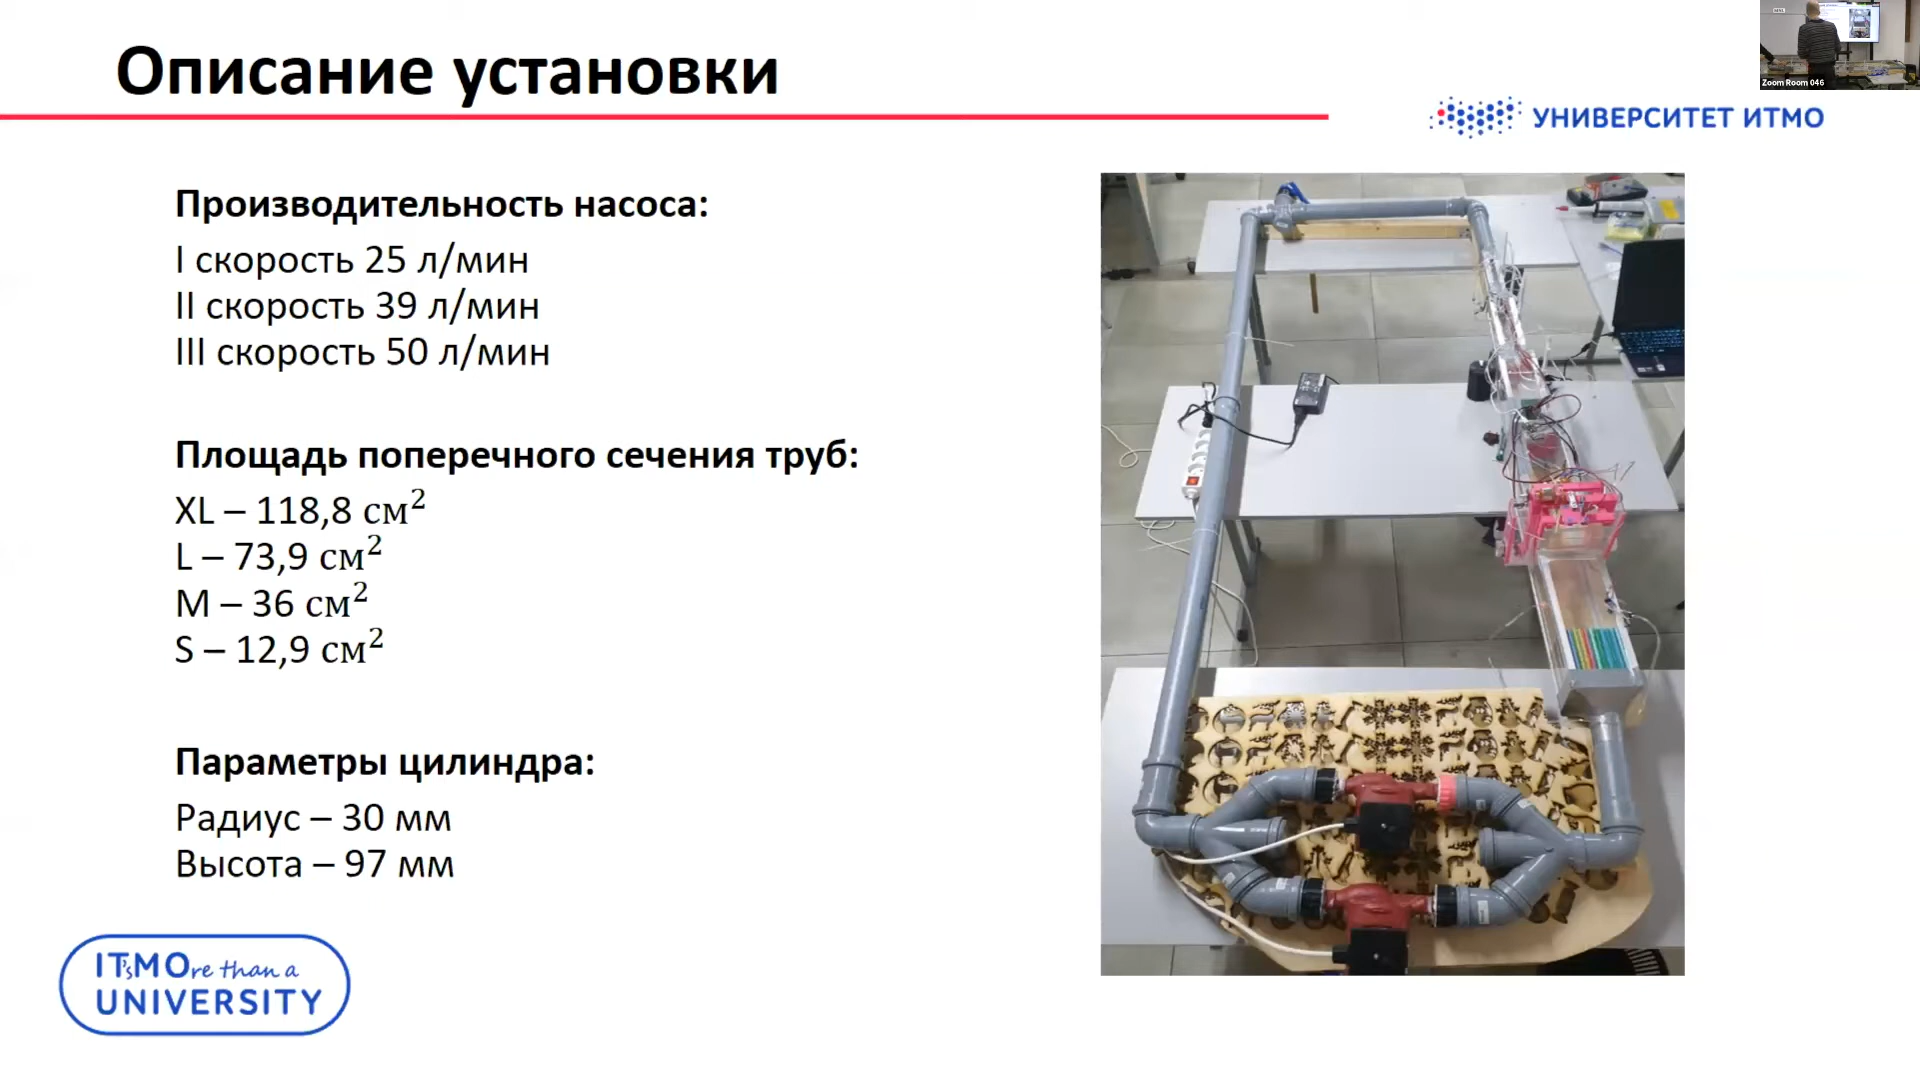 Описание установки
Zoom Room 046
УНИВЕРСИТЕТ ИТМО
Производительность насоса:
I скорость 25 л/мин
II скорость 39 л/мин
III скорость 50 л/мин
Площадь поперечного сечения труб:
XL – 118,8 см²
L – 73,9 см²
M – 36 см²
S – 12,9 см²
Параметры цилиндра:
Радиус – 30 мм
Высота – 97 мм
IT'sMOre than a
UNIVERSITY